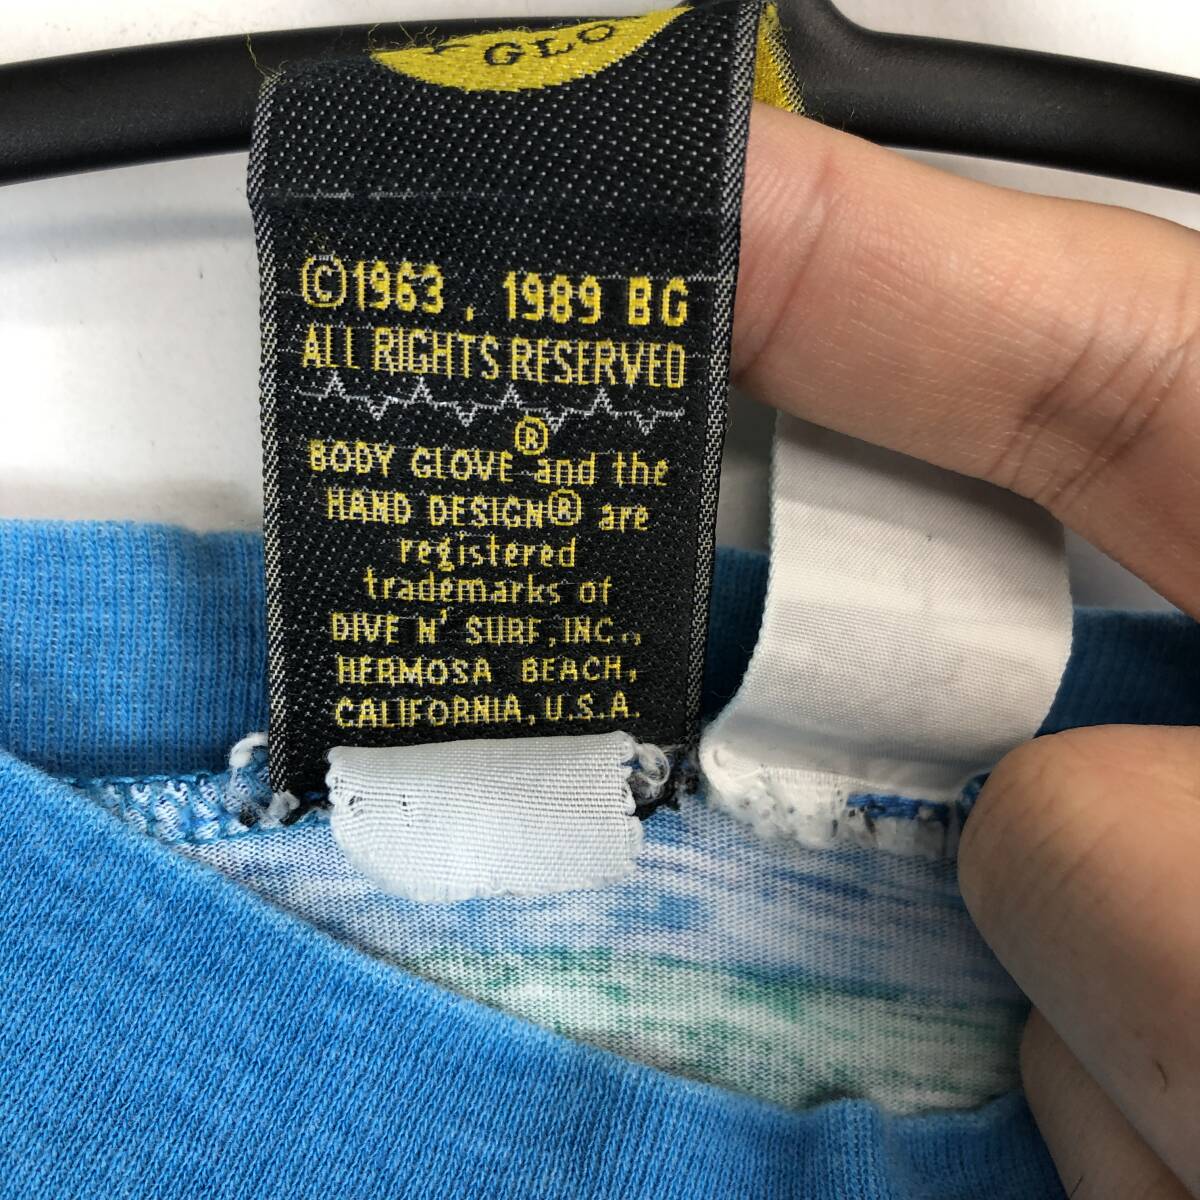 GLO
©1963, 1989 BG
ALL RIGHTS RESERVED
®
BODY GLOVE and the
HAND DESIGN® are
registered
trademarks of
DIVE N' SURF, INC.,
HERMOSA BEACH,
CALIFORNIA, U.S.A.